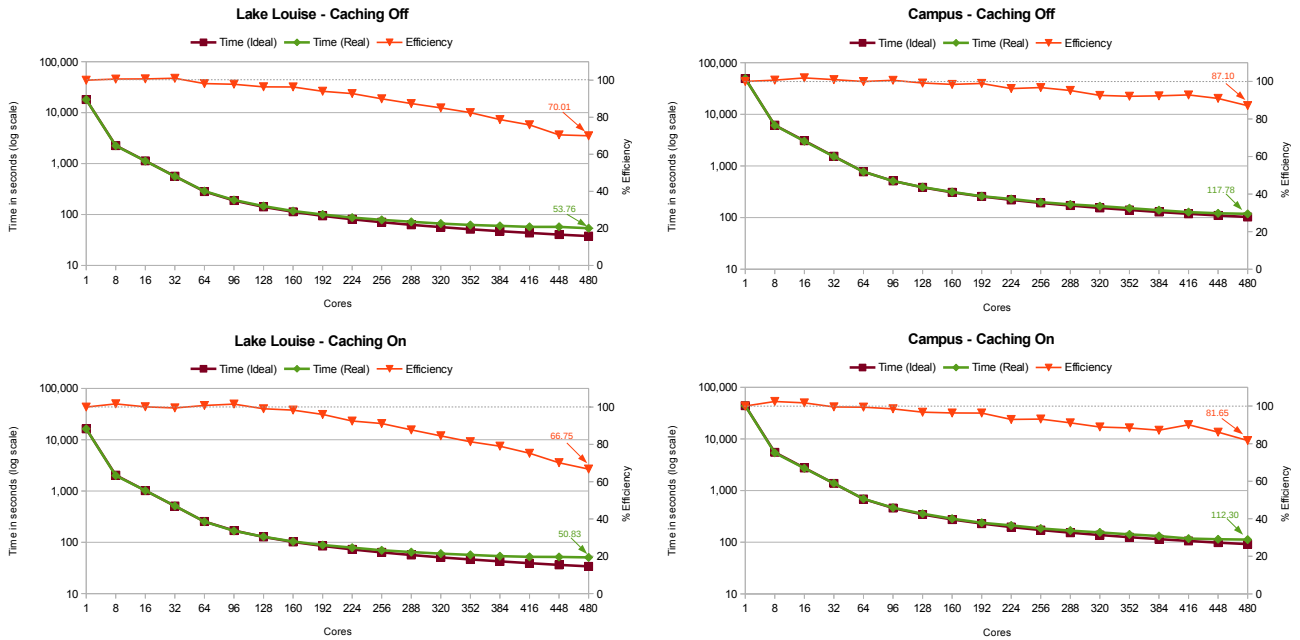 Lake Louise - Caching Off
Time (Ideal) Time (Real) Efficiency
100,000
10,000
1,000
100
10
100
80
60
40
20
0
Time in seconds (log scale)
% Efficiency
70.01
53.76
1 8 16 32 64 96 128 160 192 224 256 288 320 352 384 416 448 480
Cores
Campus - Caching Off
Time (Ideal) Time (Real) Efficiency
100,000
10,000
1,000
100
10
100
80
60
40
20
0
Time in seconds (log scale)
% Efficiency
87.10
117.78
1 8 16 32 64 96 128 160 192 224 256 288 320 352 384 416 448 480
Cores
Lake Louise - Caching On
Time (Ideal) Time (Real) Efficiency
100,000
10,000
1,000
100
10
100
80
60
40
20
0
Time in seconds (log scale)
% Efficiency
66.75
50.83
1 8 16 32 64 96 128 160 192 224 256 288 320 352 384 416 448 480
Cores
Campus - Caching On
Time (Ideal) Time (Real) Efficiency
100,000
10,000
1,000
100
10
100
80
60
40
20
0
Time in seconds (log scale)
% Efficiency
81.65
112.30
1 8 16 32 64 96 128 160 192 224 256 288 320 352 384 416 448 480
Cores